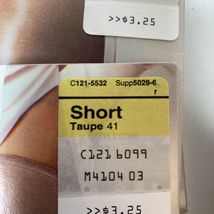 >>$3.25
C121-5532 Supp5028-6
r
Short
Taupe 41
C121 6099
M4104 03
>>$3.25